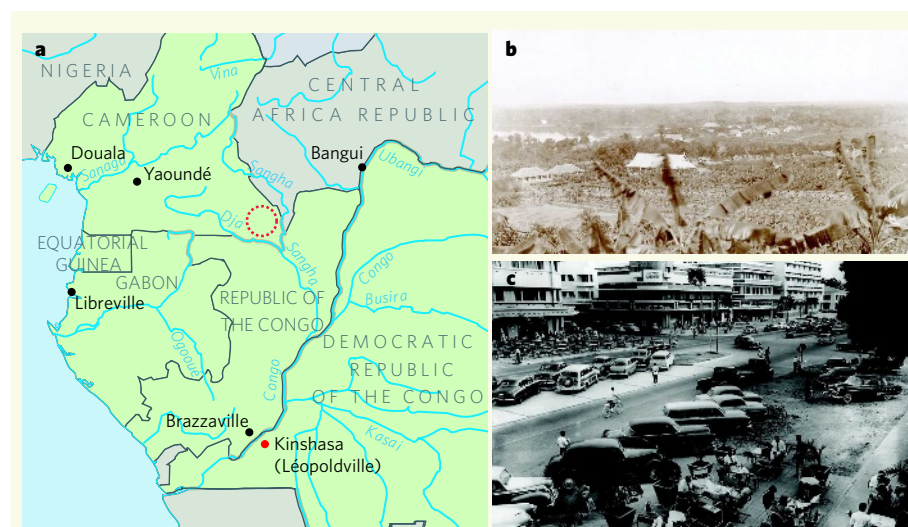 a
NIGERIA
Vina
CENTRAL
AFRICA REPUBLIC
CAMEROON
Douala
Sanaga
Yaoundé
Sangha
Bangui
Ubangi
Dja
EQUATORIAL
GUINEA
GABON
Sangha
Congo
Libreville
REPUBLIC OF
THE CONGO
Busira
Ogooué
DEMOCRATIC
REPUBLIC
OF THE CONGO
Congo
Brazzaville
Kasai
Kinshasa
(Léopoldville)
b
c